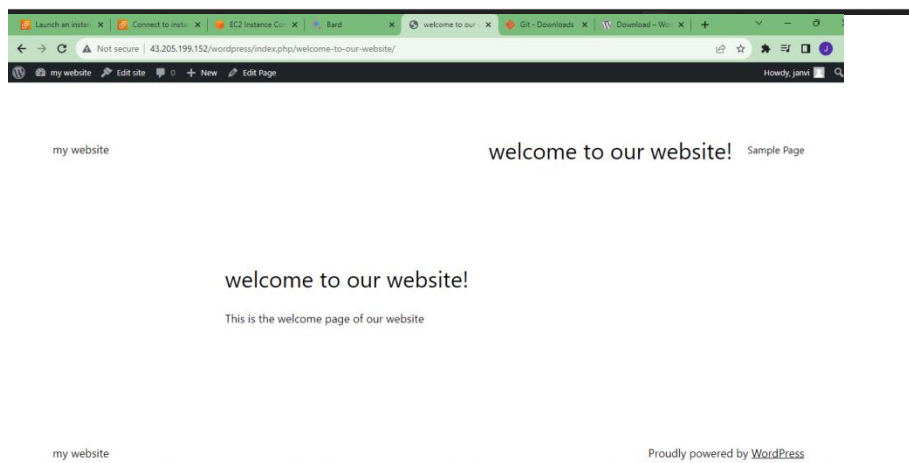 Launch an instan Connect to insta EC2 Instance Con Bard welcome to our Git - Downloads Download – Wor
Not secure 43.205.199.152/wordpress/index.php/welcome-to-our-website/
my website Edit site 0 New Edit Page Howdy, janvi
my website welcome to our website! Sample Page
welcome to our website!
This is the welcome page of our website
my website Proudly powered by WordPress